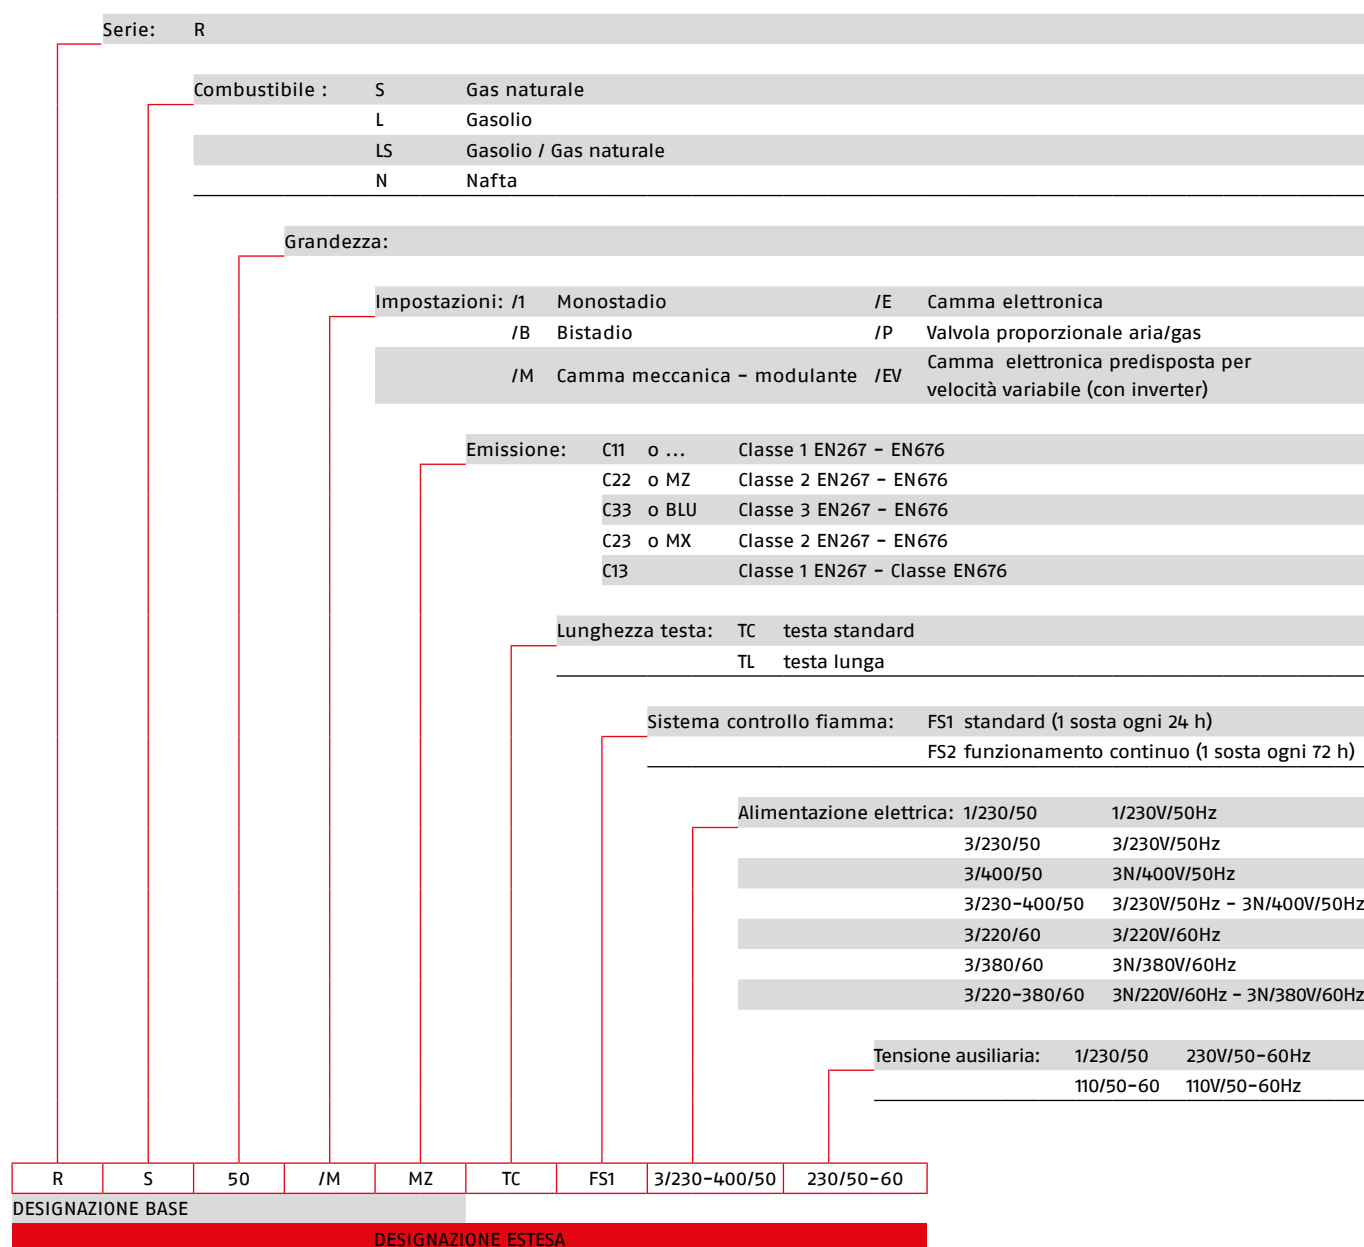 Serie: R
Combustibile : S Gas naturale
L Gasolio
LS Gasolio / Gas naturale
N Nafta
Grandezza:
Impostazioni: /1 Monostadio /E Camma elettronica
/B Bistadio /P Valvola proporzionale aria/gas
/M Camma meccanica - modulante /EV Camma elettronica predisposta per
velocità variabile (con inverter)
Emissione: C11 o ... Classe 1 EN267 - EN676
C22 o MZ Classe 2 EN267 - EN676
C33 o BLU Classe 3 EN267 - EN676
C23 o MX Classe 2 EN267 - EN676
C13 Classe 1 EN267 - Classe EN676
Lunghezza testa: TC testa standard
TL testa lunga
Sistema controllo fiamma: FS1 standard (1 sosta ogni 24 h)
FS2 funzionamento continuo (1 sosta ogni 72 h)
Alimentazione elettrica: 1/230/50 1/230V/50Hz
3/230/50 3/230V/50Hz
3/400/50 3N/400V/50Hz
3/230-400/50 3/230V/50Hz - 3N/400V/50Hz
3/220/60 3/220V/60Hz
3/380/60 3N/380V/60Hz
3/220-380/60 3N/220V/60Hz - 3N/380V/60Hz
Tensione ausiliaria: 1/230/50 230V/50-60Hz
110/50-60 110V/50-60Hz
R S 50 /M MZ TC FS1 3/230-400/50 230/50-60
DESIGNAZIONE BASE
DESIGNAZIONE ESTESA